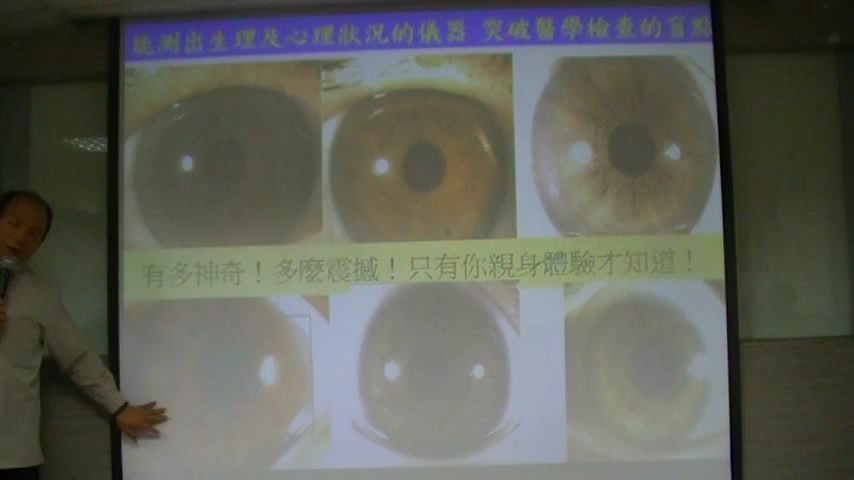 能測出生理及心理狀況的儀器 突破醫學檢查的盲點
有多神奇！多麼震撼！只有你親身體驗才知道！